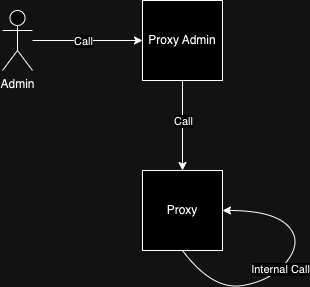 Call
Proxy Admin
Admin
Call
Proxy
Internal Call